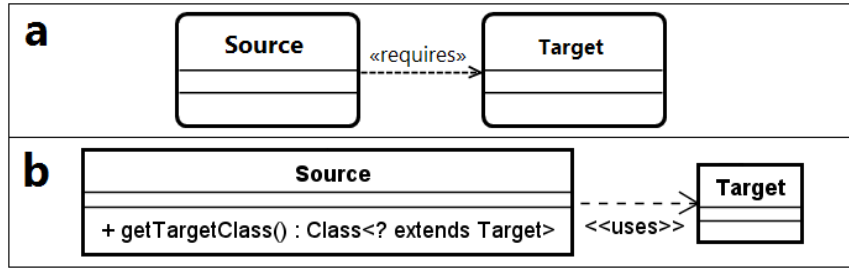 a
Source
«requires»
Target
b
Source
+ getTargetClass() : Class<? extends Target>
<<uses>>
Target